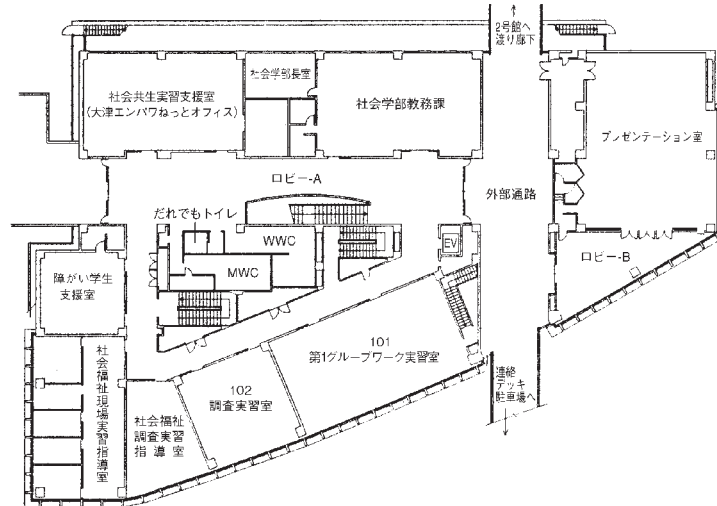 2号館へ
渡り廊下
社会学部長室
社会共生実習支援室
(大津エンパワねっとオフィス)
社会学部教務課
プレゼンテーション室
ロビー-A
外部通路
だれでもトイレ
WWC
EV
MWC
ロビー-B
障がい学生
支援室
101
第1グループワーク実習室
社会福祉現場実習指導室
102
調査実習室
連絡
デッキ
駐車場へ
社会福祉
調査実習
指導室